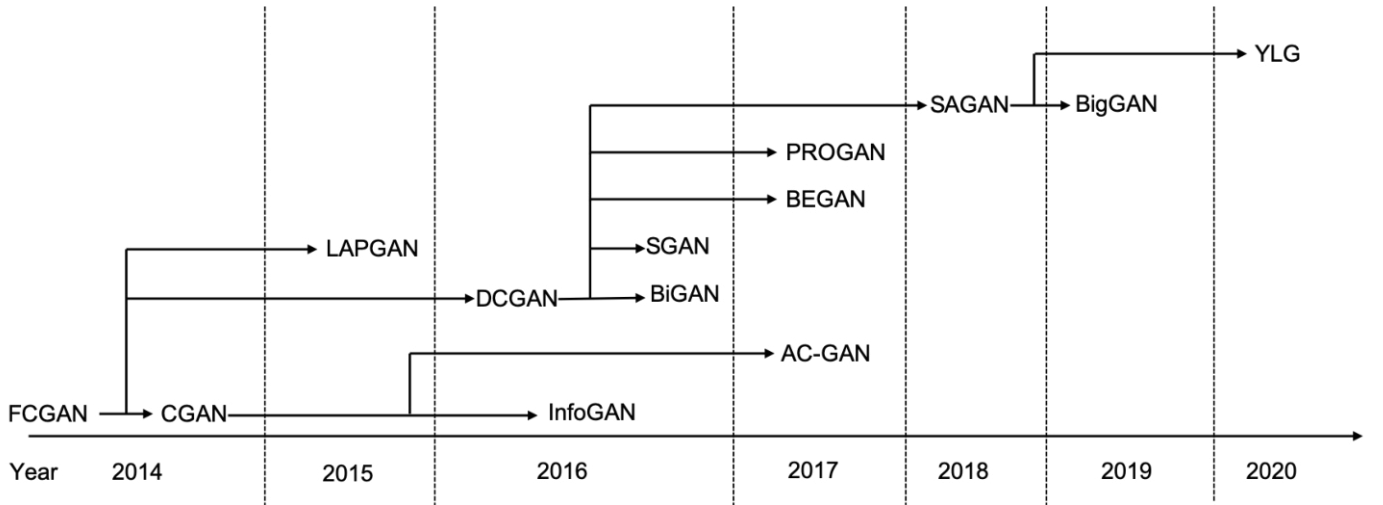 YLG
SAGAN
BigGAN
PROGAN
BEGAN
LAPGAN
SGAN
DCGAN
BiGAN
AC-GAN
FCGAN
CGAN
InfoGAN
Year 2014 2015 2016 2017 2018 2019 2020